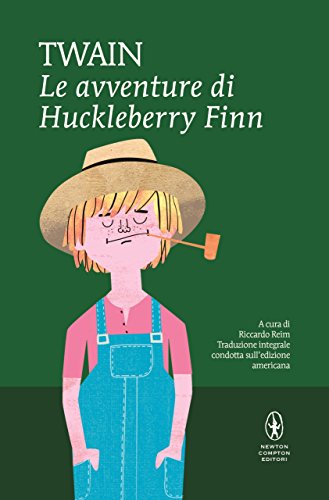 TWAIN
Le avventure di
Huckleberry Finn
A cura di
Riccardo Reim
Traduzione integrale
condotta sull'edizione
americana
NEWTON
COMPTON
EDITORI